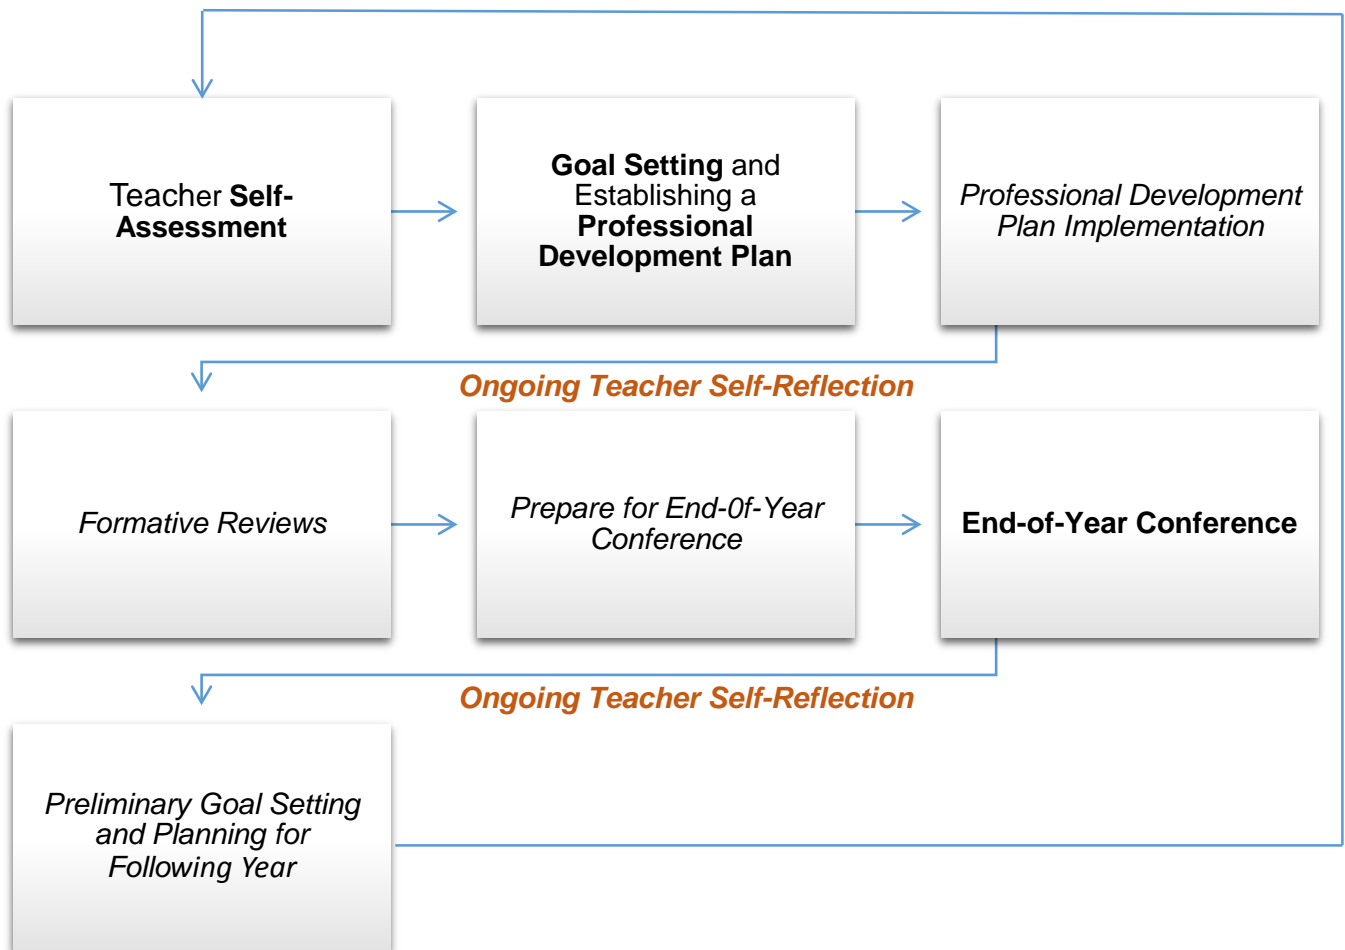 Teacher Self-
Assessment
Goal Setting and
Establishing a
Professional
Development Plan
Professional Development
Plan Implementation
Ongoing Teacher Self-Reflection
Formative Reviews
Prepare for End-0f-Year
Conference
End-of-Year Conference
Ongoing Teacher Self-Reflection
Preliminary Goal Setting
and Planning for
Following Year